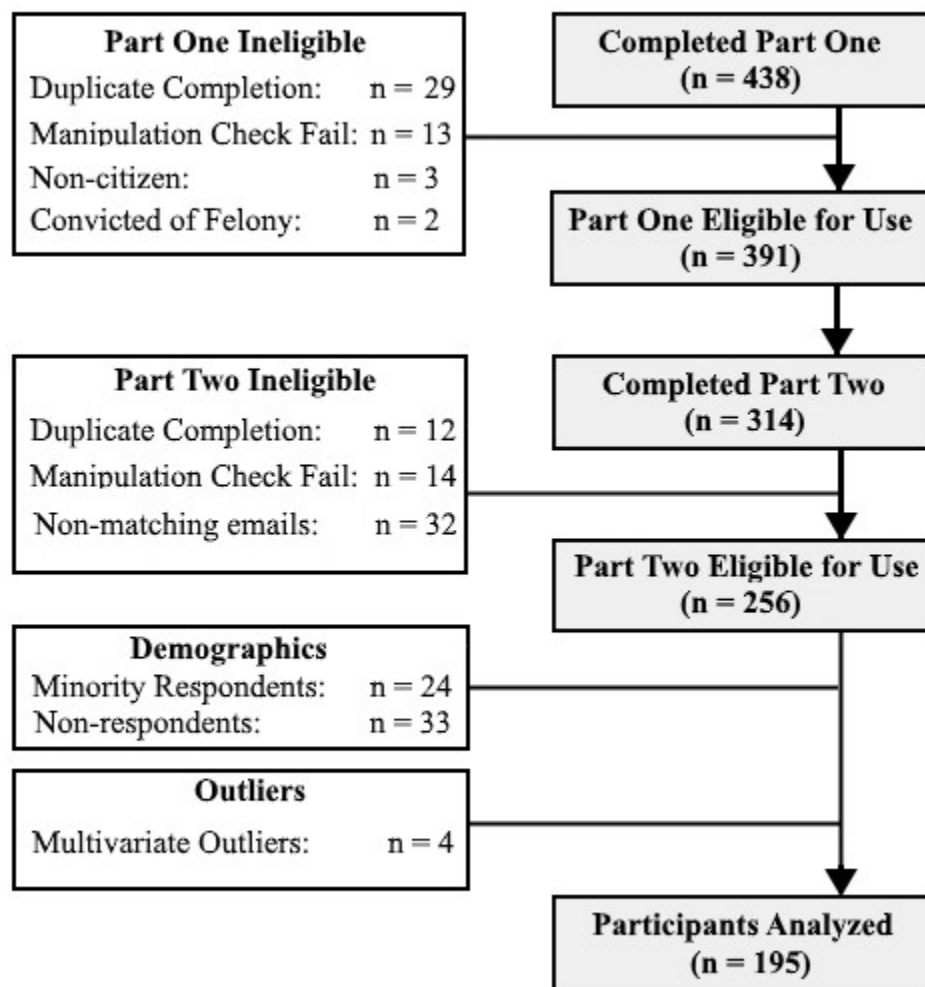 Part One Ineligible
Duplicate Completion: n = 29
Manipulation Check Fail: n = 13
Non-citizen: n = 3
Convicted of Felony: n = 2
Completed Part One
(n = 438)
Part One Eligible for Use
(n = 391)
Part Two Ineligible
Duplicate Completion: n = 12
Manipulation Check Fail: n = 14
Non-matching emails: n = 32
Completed Part Two
(n = 314)
Part Two Eligible for Use
(n = 256)
Demographics
Minority Respondents: n = 24
Non-respondents: n = 33
Outliers
Multivariate Outliers: n = 4
Participants Analyzed
(n = 195)